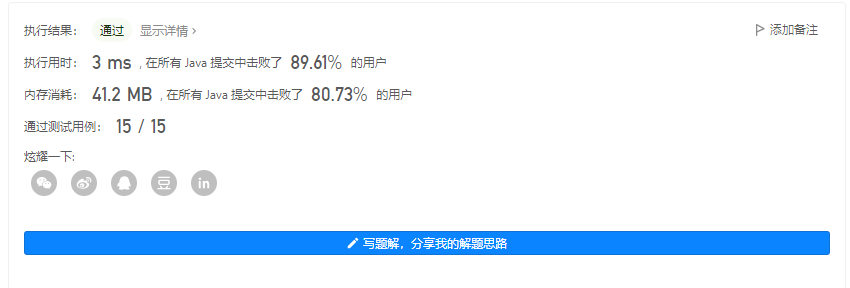 执行结果： 通过 显示详情 › 添加备注
执行用时： 3 ms , 在所有 Java 提交中击败了 89.61% 的用户
内存消耗： 41.2 MB , 在所有 Java 提交中击败了 80.73% 的用户
通过测试用例： 15 / 15
炫耀一下:
豆 in
写题解，分享我的解题思路